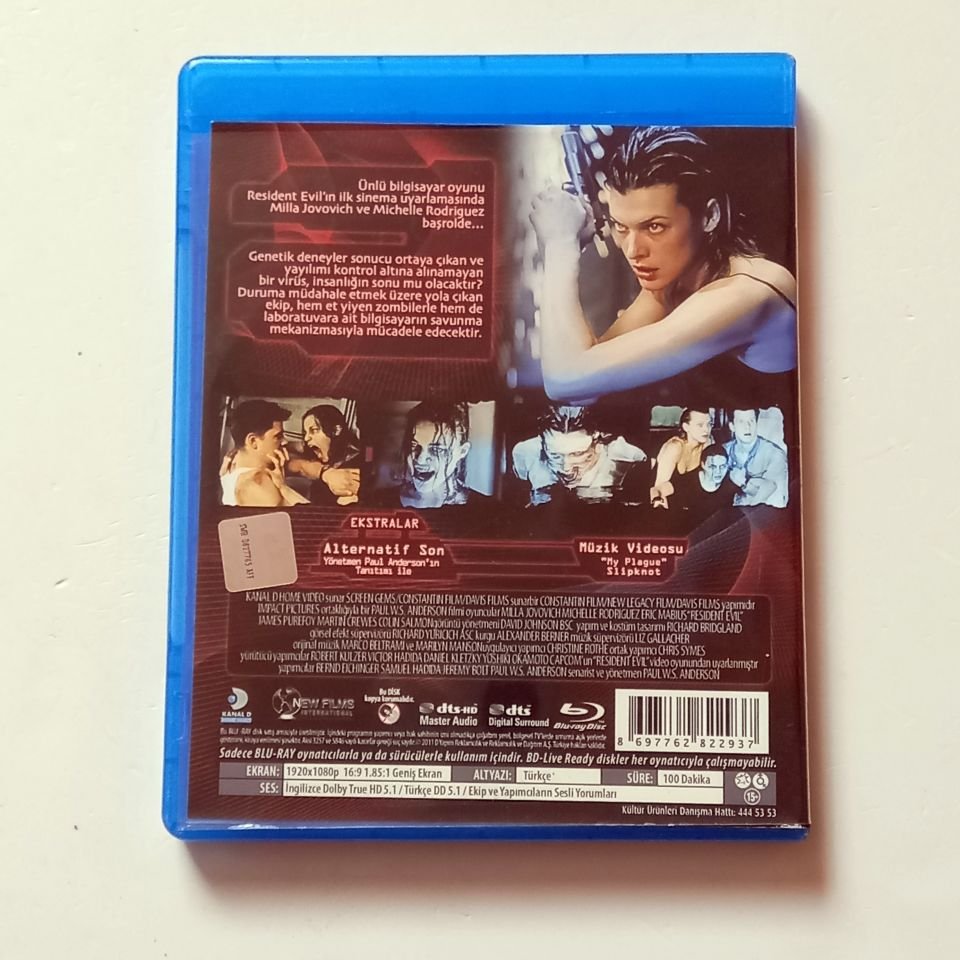 Ünlü bilgisayar oyunu
Resident Evil'ın ilk sinema uyarlamasında
Milla Jovovich ve Michelle Rodriguez
başrolde...
Genetik deneyler sonucu ortaya çıkan ve
yayılımı kontrol altına alınamayan
bir virüs, insanlığın sonu mu olacaktır?
Duruma müdahale etmek üzere yola çıkan
ekip, hem et yiyen zombilerle hem de
laboratuvara ait bilgisayarın savunma
mekanizmasıyla mücadele edecektir.
EKSTRALAR
Alternatif Son
Yönetmen Paul Anderson'ın
Tanıtımı ile
Müzik Videosu
"My Plague"
Slipknot
KANAL D HOME VIDEO sunar SCREEN GEMS/CONSTANTIN FILM/DAVIS FILMS sunar bir CONSTANTIN FILM/NEW LEGACY FILM/DAVIS FILMS yapımıdır
IMPACT PICTURES ortaklığıyla bir PAUL W.S. ANDERSON filmi oyuncular MILLA JOVOVICH MICHELLE RODRIGUEZ ERIC MABIUS "RESIDENT EVIL"
JAMES PUREFOY MARTIN CREWES COLIN SALMON görüntü yönetmeni DAVID JOHNSON BSC yapım ve kostüm tasarımı RICHARD BRIDGLAND
görsel efekt süpervizörü RICHARD YURICICH ASC kurgu ALEXANDER BERNER müzik süpervizörü LIZ GALLACHER
orijinal müzik MARCO BELTRAMI ve MARILYN MANSON uygulayıcı yapımcı CHRISTINE ROTHE ortak yapımcı CHRIS SYMES
yürütücü yapımcılar ROBERT KULZER VICTOR HADIDA DANIEL KLETZKY YOSHIKI OKAMOTO CAPCOM'un "RESIDENT EVIL" video oyunundan uyarlanmıştır
yapımcılar BERND EICHINGER SAMUEL HADIDA JEREMY BOLT PAUL W.S. ANDERSON senarist ve yönetmen PAUL W.S. ANDERSON
KANAL D
HOME VIDEO
NEW FILMS
INTERNATIONAL
Bu DİSK
kopya korumalıdır.
dts-HD
Master Audio
dts
Digital Surround
Blu-ray Disc
8 697762 822937
Sadece BLU-RAY oynatıcılarla ya da sürücülerle kullanım içindir. BD-Live Ready diskler her oynatıcıyla çalışmayabilir.
EKRAN: 1920x1080p 16:9 1.85:1 Geniş Ekran ALTYAZI: Türkçe SÜRE: 100 Dakika
SES: İngilizce Dolby True HD 5.1 / Türkçe DD 5.1 / Ekip ve Yapımcıların Sesli Yorumları
15+
Kültür Ürünleri Danışma Hattı: 444 53 53